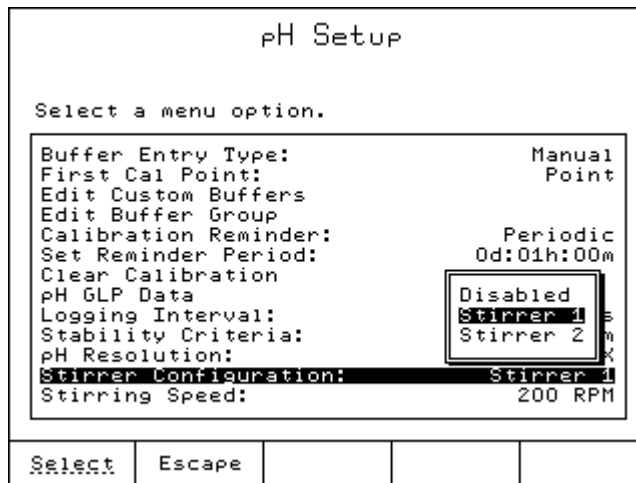 pH Setup
Select a menu option.
Buffer Entry Type: Manual
First Cal Point: Point
Edit Custom Buffers
Edit Buffer Group
Calibration Reminder: Periodic
Set Reminder Period: 0d:01h:00m
Clear Calibration
pH GLP Data
Disabled
Logging Interval:
Stirrer 1
Stability Criteria:
Stirrer 2
pH Resolution:
Stirrer Configuration: Stirrer 1
Stirring Speed: 200 RPM
Select Escape